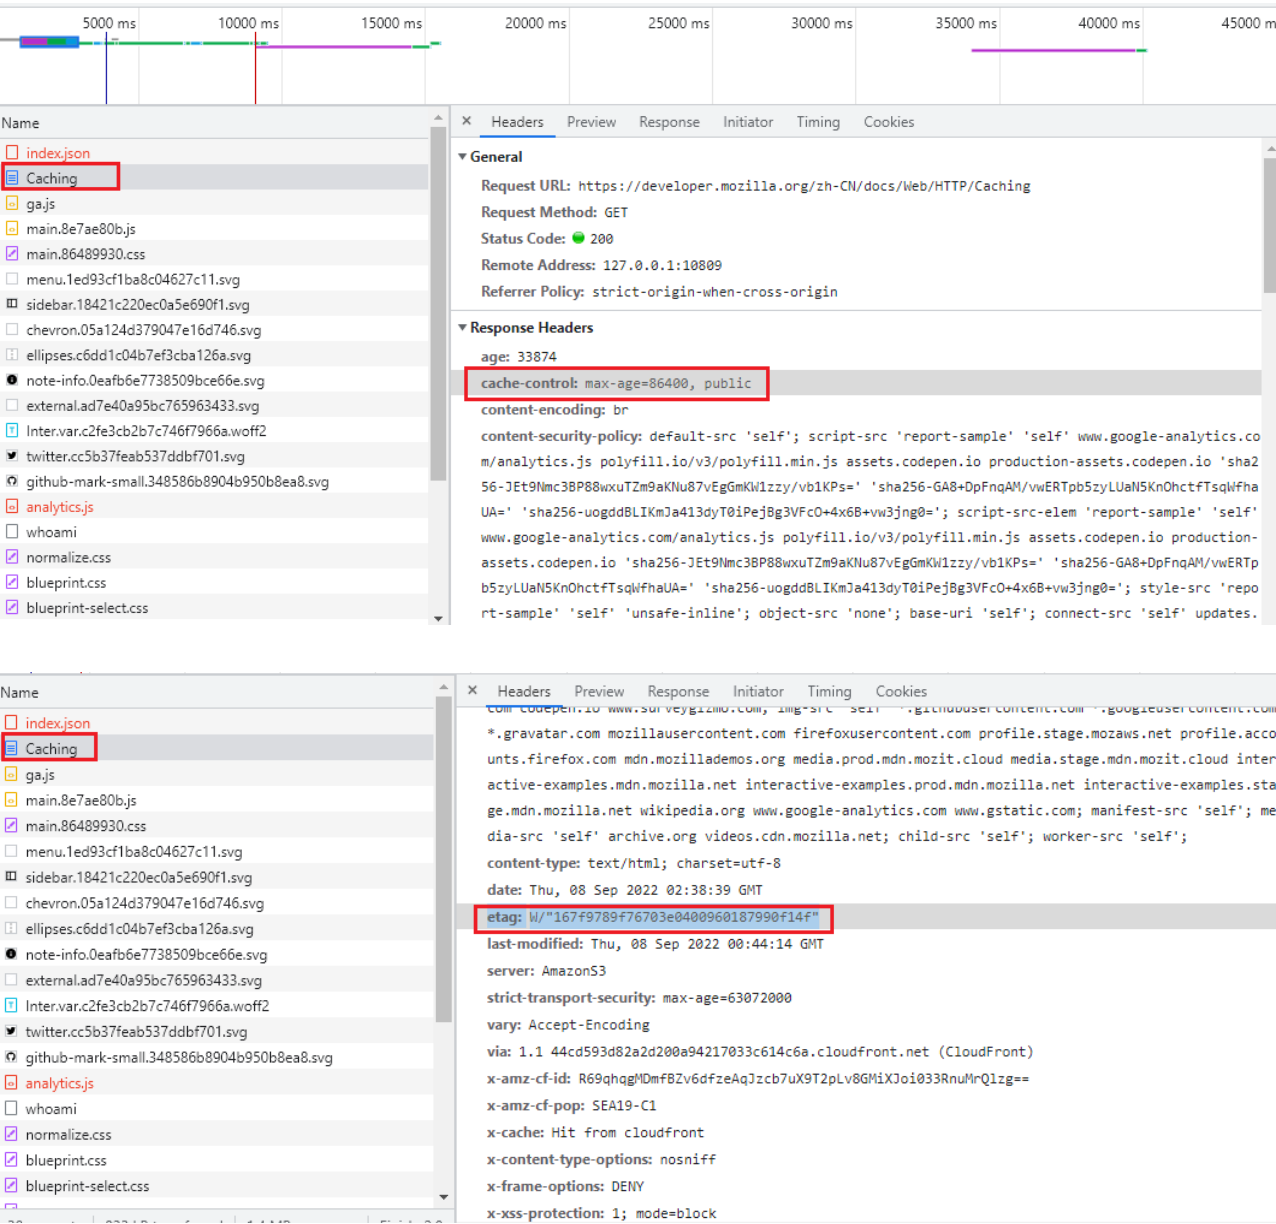 5000 ms 10000 ms 15000 ms 20000 ms 25000 ms 30000 ms 35000 ms 40000 ms 45000 m
Name
index.json
Caching
ga.js
main.8e7ae80b.js
main.86489930.css
menu.1ed93cf1ba8c04627c11.svg
sidebar.18421c220ec0a5e690f1.svg
chevron.05a124d379047e16d746.svg
ellipses.c6dd1c04b7ef3cba126a.svg
note-info.0eafb6e7738509bce66e.svg
external.ad7e40a95bc765963433.svg
Inter.var.c2fe3cb2b7c746f7966a.woff2
twitter.cc5b37feab537ddbf701.svg
github-mark-small.348586b8904b950b8ea8.svg
analytics.js
whoami
normalize.css
blueprint.css
blueprint-select.css
× Headers Preview Response Initiator Timing Cookies
General
Request URL: https://developer.mozilla.org/zh-CN/docs/Web/HTTP/Caching
Request Method: GET
Status Code: 200
Remote Address: 127.0.0.1:10809
Referrer Policy: strict-origin-when-cross-origin
Response Headers
age: 33874
cache-control: max-age=86400, public
content-encoding: br
content-security-policy: default-src 'self'; script-src 'report-sample' 'self' www.google-analytics.co
m/analytics.js polyfill.io/v3/polyfill.min.js assets.codepen.io production-assets.codepen.io 'sha2
56-JEt9Nmc3BP88wxuTZm9aKNu87vEgGmKW1zzy/vb1KPs=' 'sha256-GA8+DpFnqAM/vwERTpb5zyLUaN5KnOhctfTsqWfha
UA=' 'sha256-uogddBLIKmJa413dyT0iPejBg3VFcO+4x6B+vw3jng0='; script-src-elem 'report-sample' 'self'
www.google-analytics.com/analytics.js polyfill.io/v3/polyfill.min.js assets.codepen.io production-
assets.codepen.io 'sha256-JEt9Nmc3BP88wxuTZm9aKNu87vEgGmKW1zzy/vb1KPs=' 'sha256-GA8+DpFnqAM/vwERTp
b5zyLUaN5KnOhctfTsqWfhaUA=' 'sha256-uogddBLIKmJa413dyT0iPejBg3VFcO+4x6B+vw3jng0='; style-src 'repo
rt-sample' 'self' 'unsafe-inline'; object-src 'none'; base-uri 'self'; connect-src 'self' updates.
Name
index.json
Caching
ga.js
main.8e7ae80b.js
main.86489930.css
menu.1ed93cf1ba8c04627c11.svg
sidebar.18421c220ec0a5e690f1.svg
chevron.05a124d379047e16d746.svg
ellipses.c6dd1c04b7ef3cba126a.svg
note-info.0eafb6e7738509bce66e.svg
external.ad7e40a95bc765963433.svg
Inter.var.c2fe3cb2b7c746f7966a.woff2
twitter.cc5b37feab537ddbf701.svg
github-mark-small.348586b8904b950b8ea8.svg
analytics.js
whoami
normalize.css
blueprint.css
blueprint-select.css
× Headers Preview Response Initiator Timing Cookies
com codepen.io www.surveygizmo.com; img-src 'self' *.githubusercontent.com *.googleusercontent.com
*.gravatar.com mozillausercontent.com firefoxusercontent.com profile.stage.mozaws.net profile.acco
unts.firefox.com mdn.mozillademos.org media.prod.mdn.mozit.cloud media.stage.mdn.mozit.cloud inter
active-examples.mdn.mozilla.net interactive-examples.prod.mdn.mozilla.net interactive-examples.sta
ge.mdn.mozilla.net wikipedia.org www.google-analytics.com www.gstatic.com; manifest-src 'self'; me
dia-src 'self' archive.org videos.cdn.mozilla.net; child-src 'self'; worker-src 'self';
content-type: text/html; charset=utf-8
date: Thu, 08 Sep 2022 02:38:39 GMT
etag: W/"167f9789f76703e0400960187990f14f"
last-modified: Thu, 08 Sep 2022 00:44:14 GMT
server: AmazonS3
strict-transport-security: max-age=63072000
vary: Accept-Encoding
via: 1.1 44cd593d82a2d200a94217033c614c6a.cloudfront.net (CloudFront)
x-amz-cf-id: R69qhqgMDmfBZv6dfzeAqJzcb7uX9T2pLv8GMiXJoi033RnuMrQlzg==
x-amz-cf-pop: SEA19-C1
x-cache: Hit from cloudfront
x-content-type-options: nosniff
x-frame-options: DENY
x-xss-protection: 1; mode=block